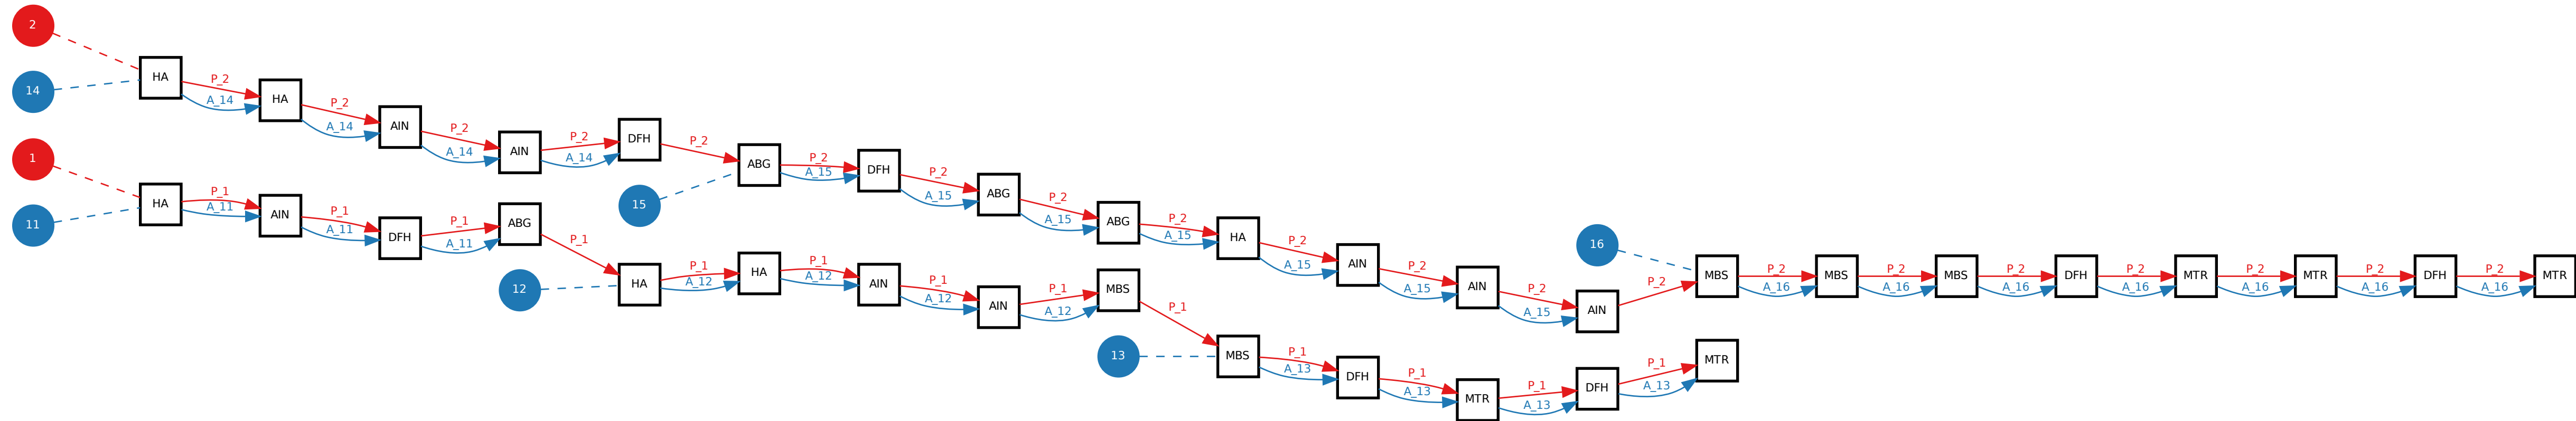 2
14
HA
P_2
A_14
HA
P_2
A_14
AIN
P_2
A_14
AIN
P_2
A_14
DFH
P_2
15
ABG
P_2
A_15
DFH
P_2
A_15
ABG
P_2
A_15
ABG
P_2
A_15
HA
P_2
A_15
AIN
P_2
A_15
AIN
P_2
A_15
AIN
P_2
16
MBS
P_2
A_16
MBS
P_2
A_16
MBS
P_2
A_16
DFH
P_2
A_16
MTR
P_2
A_16
MTR
P_2
A_16
DFH
P_2
A_16
MTR
1
11
HA
P_1
A_11
AIN
P_1
A_11
DFH
P_1
A_11
ABG
P_1
12
HA
P_1
A_12
HA
P_1
A_12
AIN
P_1
A_12
AIN
P_1
A_12
MBS
P_1
13
MBS
P_1
A_13
DFH
P_1
A_13
MTR
P_1
A_13
DFH
P_1
A_13
MTR